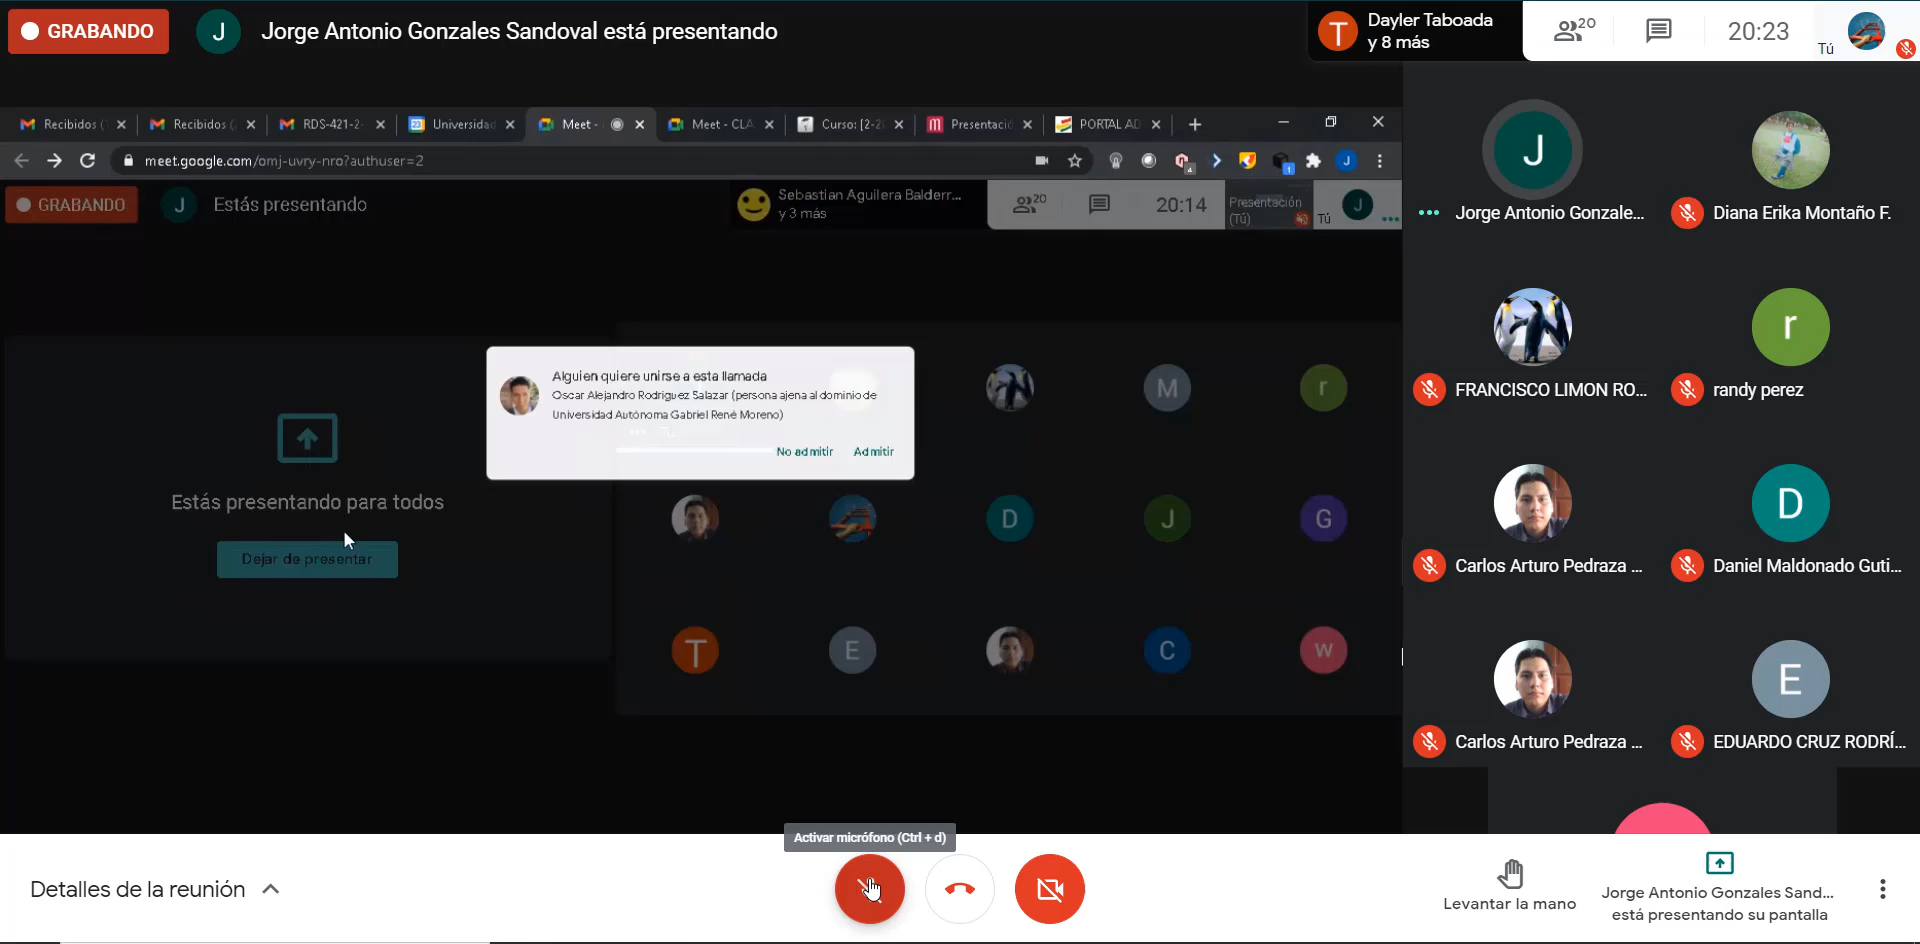 GRABANDO
J
Jorge Antonio Gonzales Sandoval está presentando
T
Dayler Taboada
y 8 más
20
20:23
Tú
Recibidos (
Recibidos (
RDS-421-2
Universidad
Meet -
Meet - CLA
Curso: [2-2
Presentació
PORTAL AD
meet.google.com/omj-uvry-nro?authuser=2
4
1
J
GRABANDO
J
Estás presentando
Sebastian Aguilera Balderr...
y 3 más
20
20:14
Presentación
(Tú)
Tú
J
Alguien quiere unirse a esta llamada
Oscar Alejandro Rodriguez Salazar (persona ajena al dominio de
Universidad Autónoma Gabriel René Moreno)
No admitir
Admitir
Estás presentando para todos
Dejar de presentar
M
r
D
J
G
T
E
C
W
J
Jorge Antonio Gonzale...
Diana Erika Montaño F.
FRANCISCO LIMON RO...
r
randy perez
Carlos Arturo Pedraza ...
D
Daniel Maldonado Guti...
Carlos Arturo Pedraza ...
E
EDUARDO CRUZ RODRÍ...
Activar micrófono (Ctrl + d)
Detalles de la reunión
Levantar la mano
Jorge Antonio Gonzales Sand...
está presentando su pantalla